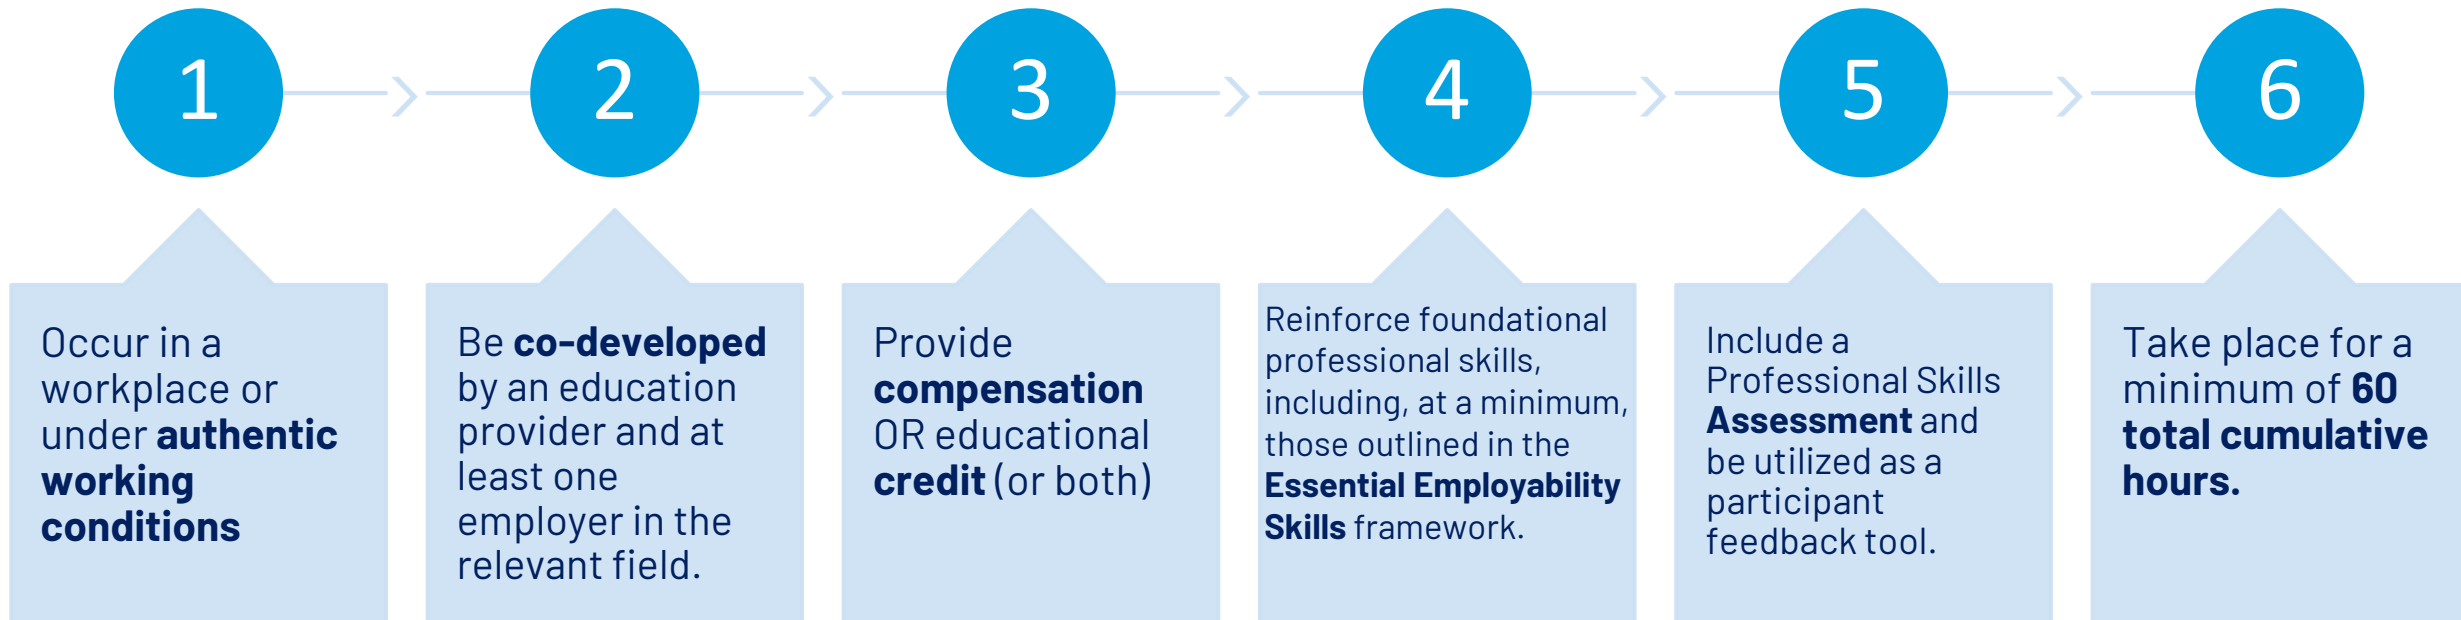 1
2
3
4
5
6
Occur in a
workplace or
under authentic
working
conditions
Be co-developed
by an education
provider and at
least one
employer in the
relevant field.
Provide
compensation
OR educational
credit (or both)
Reinforce foundational
professional skills,
including, at a minimum,
those outlined in the
Essential Employability
Skills framework.
Include a
Professional Skills
Assessment and
be utilized as a
participant
feedback tool.
Take place for a
minimum of 60
total cumulative
hours.